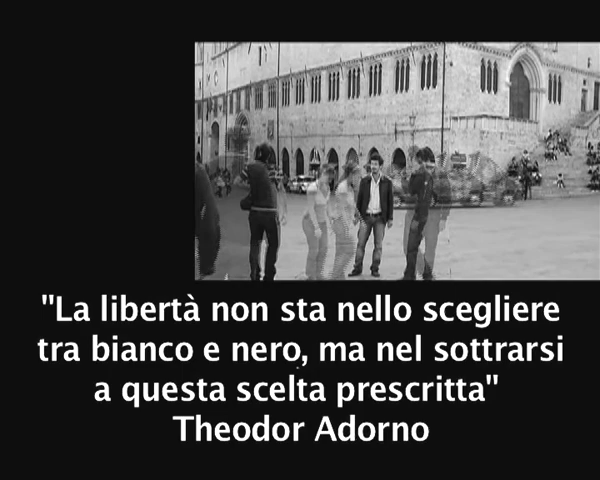 "La libertà non sta nello scegliere
tra bianco e nero, ma nel sottrarsi
a questa scelta prescritta"
Theodor Adorno